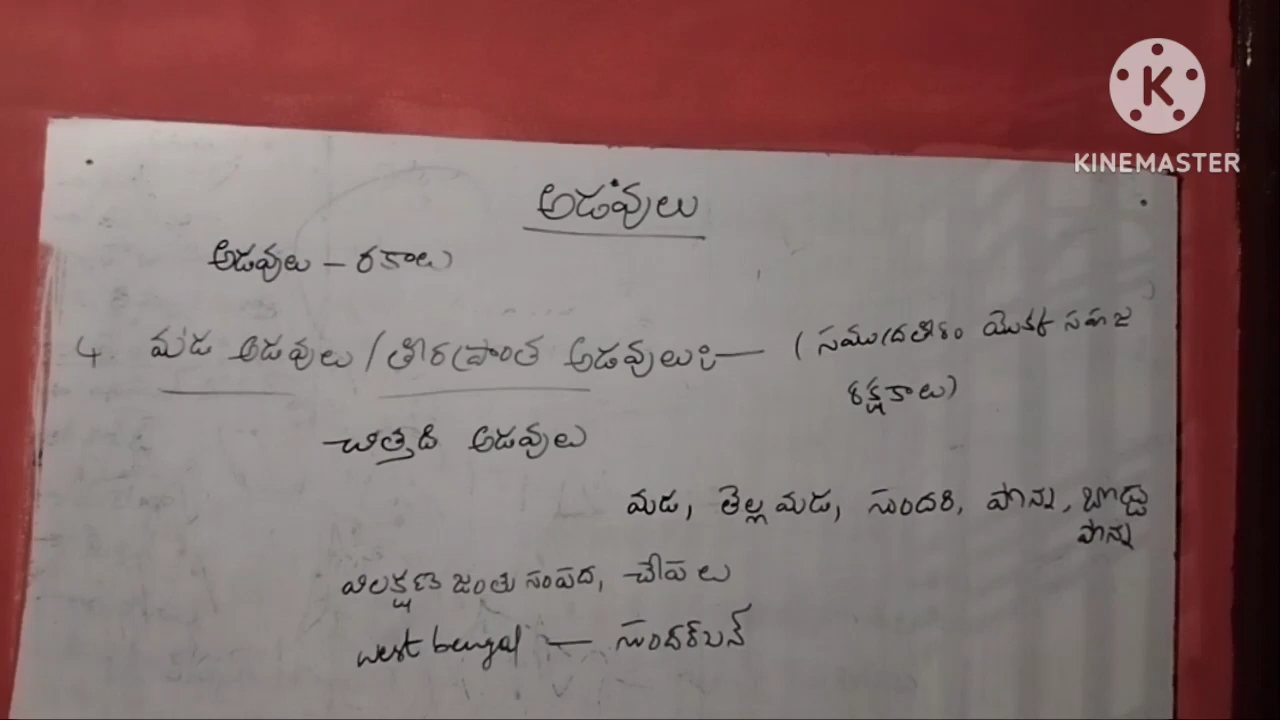 K
KINEMASTER
అడవులు
అడవులు - రకాలు
4. మడ అడవులు / తీరప్రాంత అడవులు :- (సముద్రతీరం యొక్క సహజ
రక్షకాలు)
చిత్తడి అడవులు
మడ, తెల్ల మడ, సుందరి, పొన్న, బొడ్డు
పొన్న
విలక్షణ జంతు సంపద, చేపలు
west bengal - సుందర్‌బన్